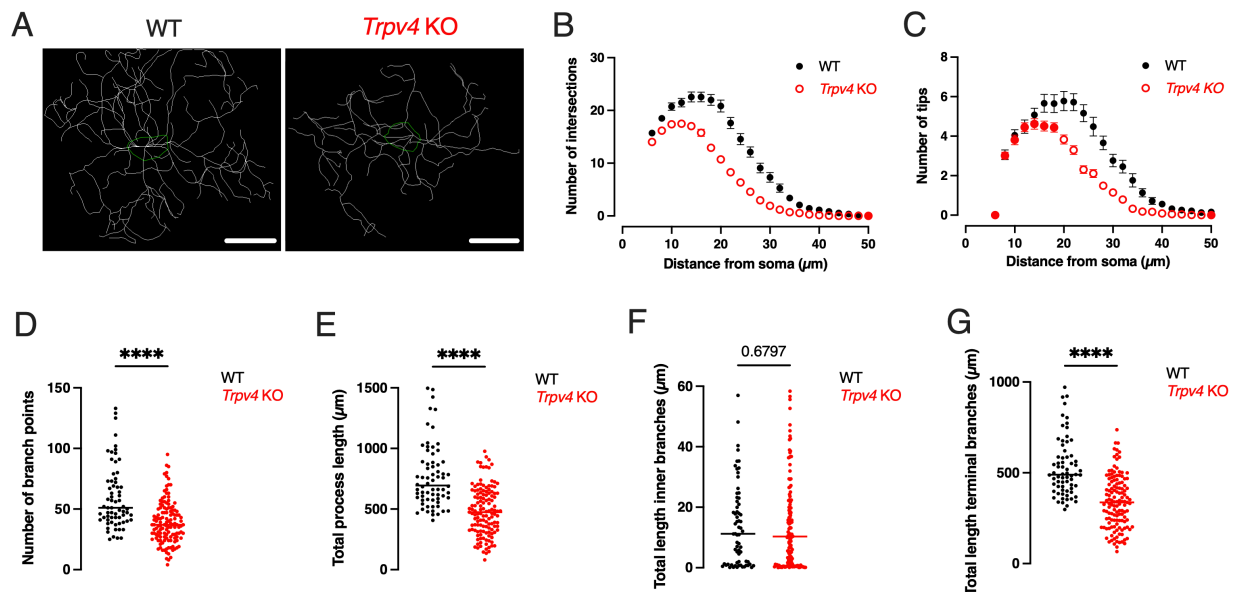 A
WT
Trpv4 KO
B
Number of intersections
30
20
10
0
0
10
20
30
40
50
Distance from soma (µm)
WT
Trpv4 KO
C
Number of tips
8
6
4
2
0
0
10
20
30
40
50
Distance from soma (µm)
WT
Trpv4 KO
D
Number of branch points
150
100
50
0
****
WT
Trpv4 KO
E
Total process length (µm)
1500
1000
500
0
****
WT
Trpv4 KO
F
Total length inner branches (µm)
60
40
20
0
0.6797
WT
Trpv4 KO
G
Total length terminal branches (µm)
1000
500
0
****
WT
Trpv4 KO